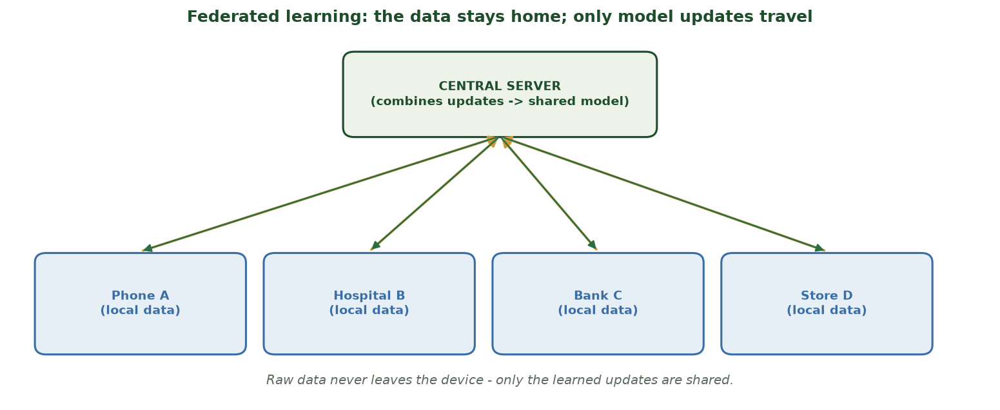 Federated learning: the data stays home; only model updates travel
CENTRAL SERVER
(combines updates -> shared model)
Phone A
(local data)
Hospital B
(local data)
Bank C
(local data)
Store D
(local data)
Raw data never leaves the device - only the learned updates are shared.